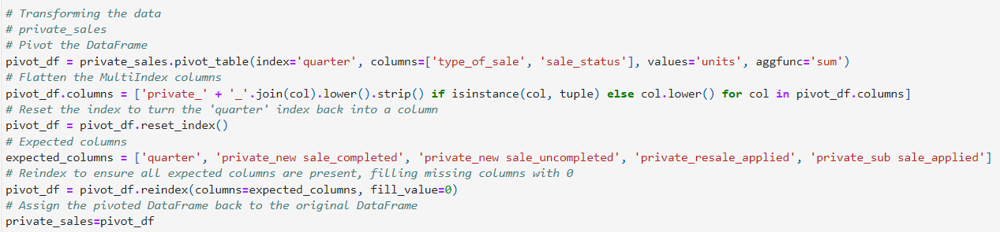 # Transforming the data
# private_sales
# Pivot the DataFrame
pivot_df = private_sales.pivot_table(index='quarter', columns=['type_of_sale', 'sale_status'], values='units', aggfunc='sum')
# Flatten the MultiIndex columns
pivot_df.columns = ['private_' + '_'.join(col).lower().strip() if isinstance(col, tuple) else col.lower() for col in pivot_df.columns]
# Reset the index to turn the 'quarter' index back into a column
pivot_df = pivot_df.reset_index()
# Expected columns
expected_columns = ['quarter', 'private_new sale_completed', 'private_new sale_uncompleted', 'private_resale_applied', 'private_sub sale_applied']
# Reindex to ensure all expected columns are present, filling missing columns with 0
pivot_df = pivot_df.reindex(columns=expected_columns, fill_value=0)
# Assign the pivoted DataFrame back to the original DataFrame
private_sales=pivot_df